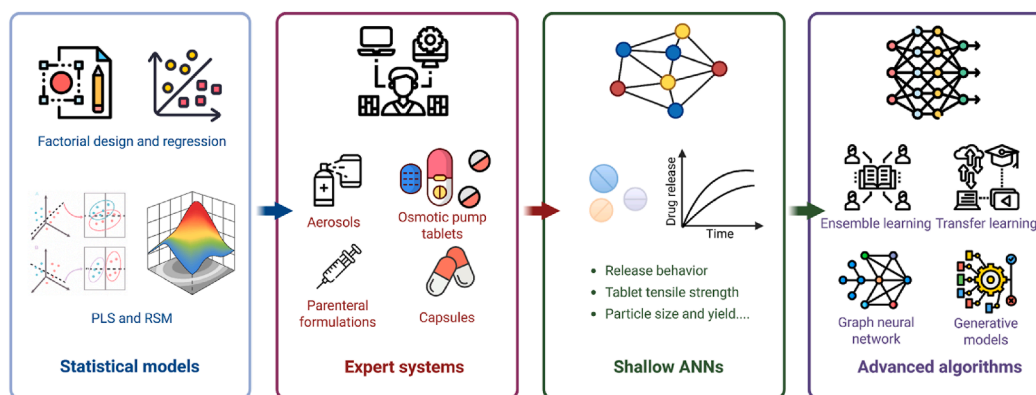 Factorial design and regression
PLS and RSM
Statistical models
Aerosols
Osmotic pump
tablets
Parenteral
formulations
Capsules
Expert systems
Drug release
Time
• Release behavior
• Tablet tensile strength
• Particle size and yield....
Shallow ANNs
Ensemble learning
Transfer learning
Graph neural
network
Generative
models
Advanced algorithms